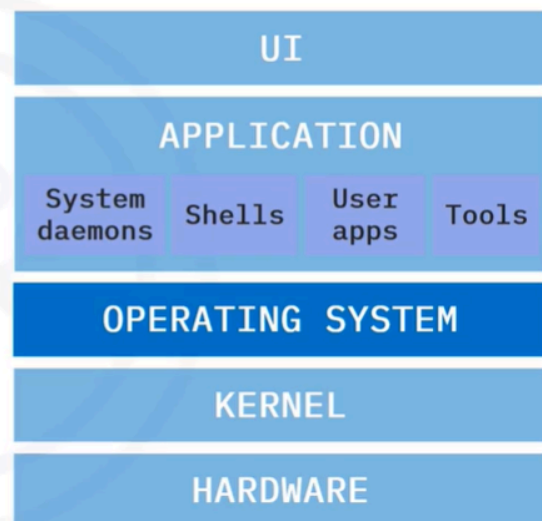 UI
APPLICATION
System daemons
Shells
User apps
Tools
OPERATING SYSTEM
KERNEL
HARDWARE